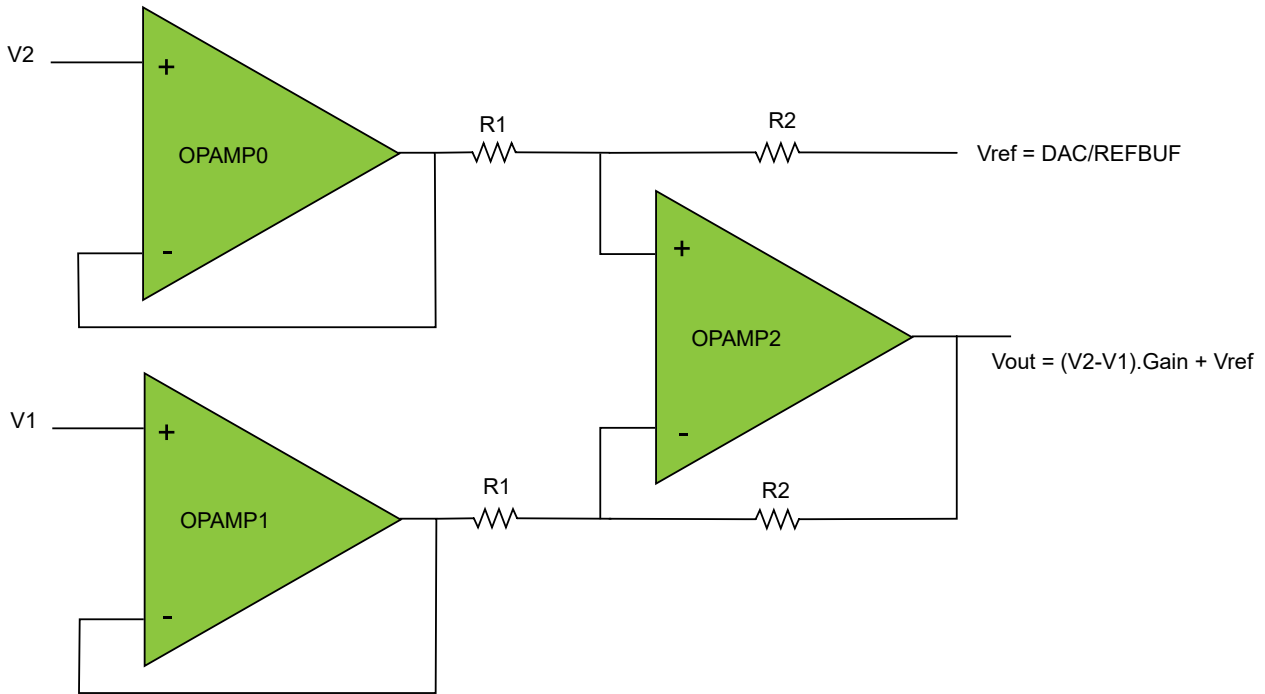 V2
+
OPAMP0
-
R1
R2
Vref = DAC/REFBUF
+
OPAMP2
-
Vout = (V2-V1).Gain + Vref
V1
+
OPAMP1
-
R1
R2